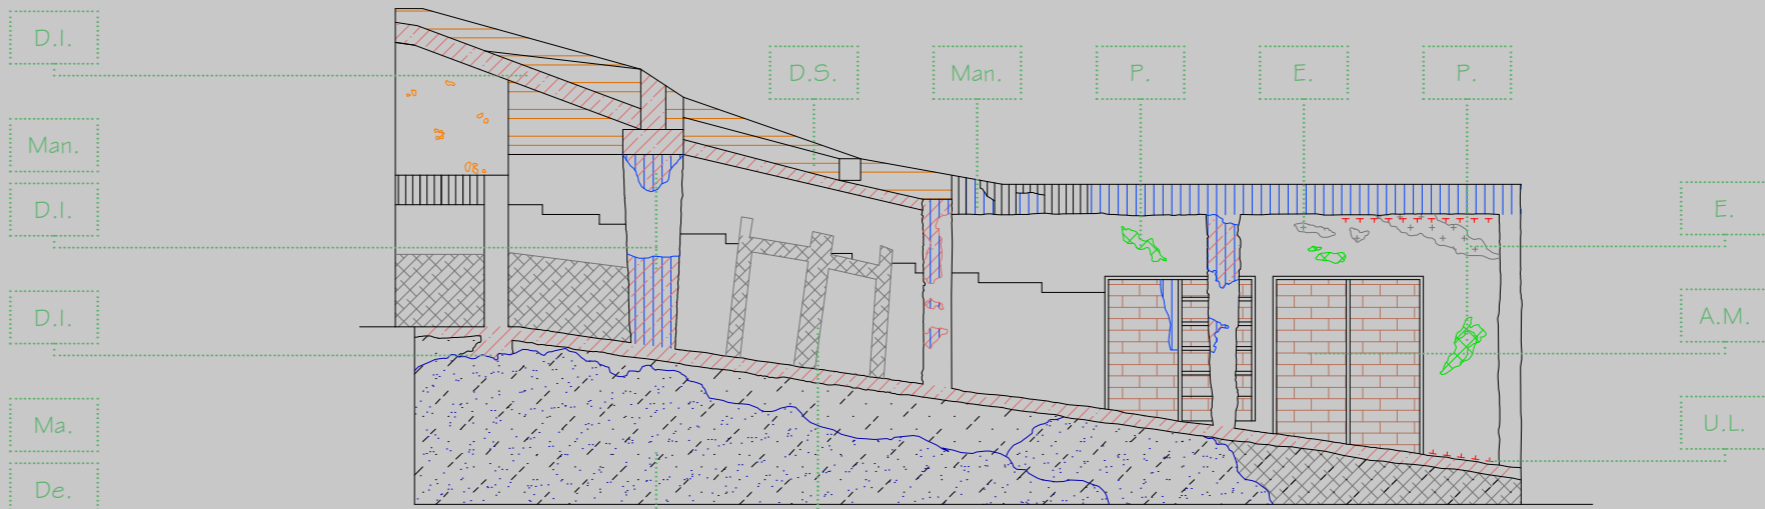 D.I.
D.S.
Man.
P.
E.
P.
Man.
D.I.
E.
D.I.
A.M.
Ma.
U.L.
De.